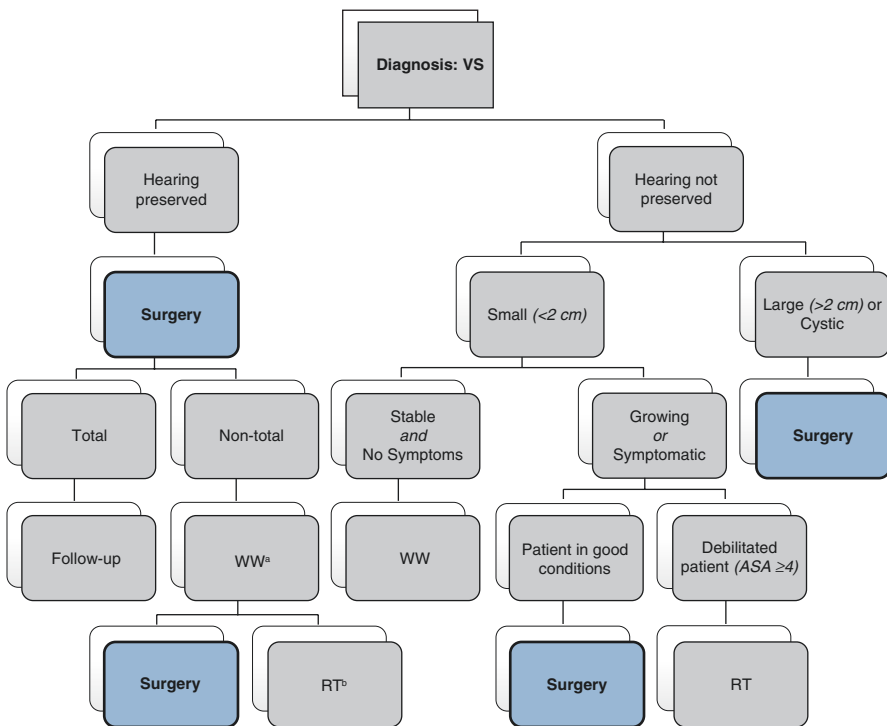 Diagnosis: VS
Hearing
preserved
Hearing not
preserved
Surgery
Small (<2 cm)
Large (>2 cm) or
Cystic
Total
Non-total
Stable
and
No Symptoms
Growing
or
Symptomatic
Surgery
Follow-up
WWᵃ
WW
Patient in good
conditions
Debilitated
patient (ASA ≥4)
Surgery
RTᵇ
Surgery
RT